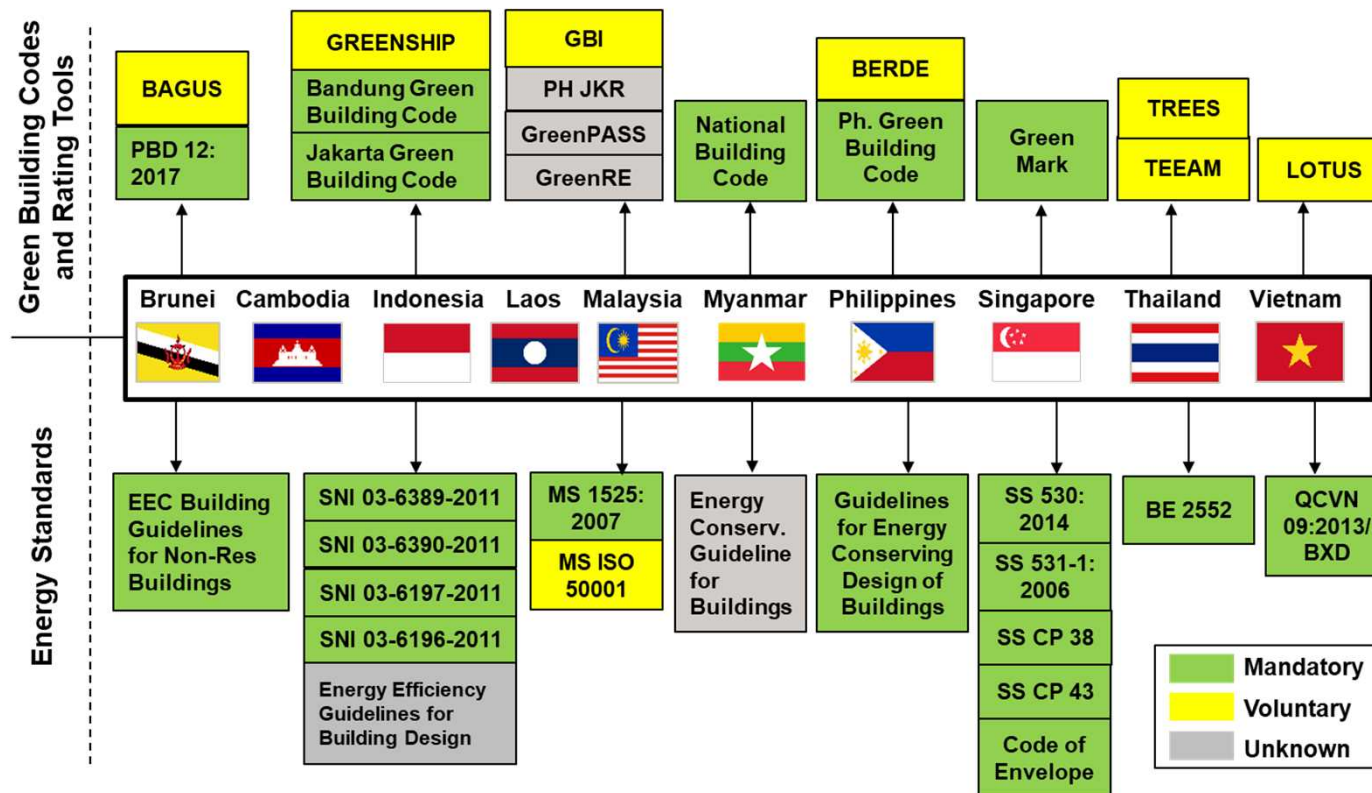 Green Building Codes
and Rating Tools
BAGUS
PBD 12:
2017
GREENSHIP
Bandung Green
Building Code
Jakarta Green
Building Code
GBI
PH JKR
GreenPASS
GreenRE
National
Building
Code
BERDE
Ph. Green
Building
Code
Green
Mark
TREES
TEEAM
LOTUS
Brunei
Cambodia
Indonesia
Laos
Malaysia
Myanmar
Philippines
Singapore
Thailand
Vietnam
Energy Standards
EEC Building
Guidelines
for Non-Res
Buildings
SNI 03-6389-2011
SNI 03-6390-2011
SNI 03-6197-2011
SNI 03-6196-2011
Energy Efficiency
Guidelines for
Building Design
MS 1525:
2007
MS ISO
50001
Energy
Conserv.
Guideline
for
Buildings
Guidelines
for Energy
Conserving
Design of
Buildings
SS 530:
2014
SS 531-1:
2006
SS CP 38
SS CP 43
Code of
Envelope
BE 2552
QCVN
09:2013/
BXD
Mandatory
Voluntary
Unknown